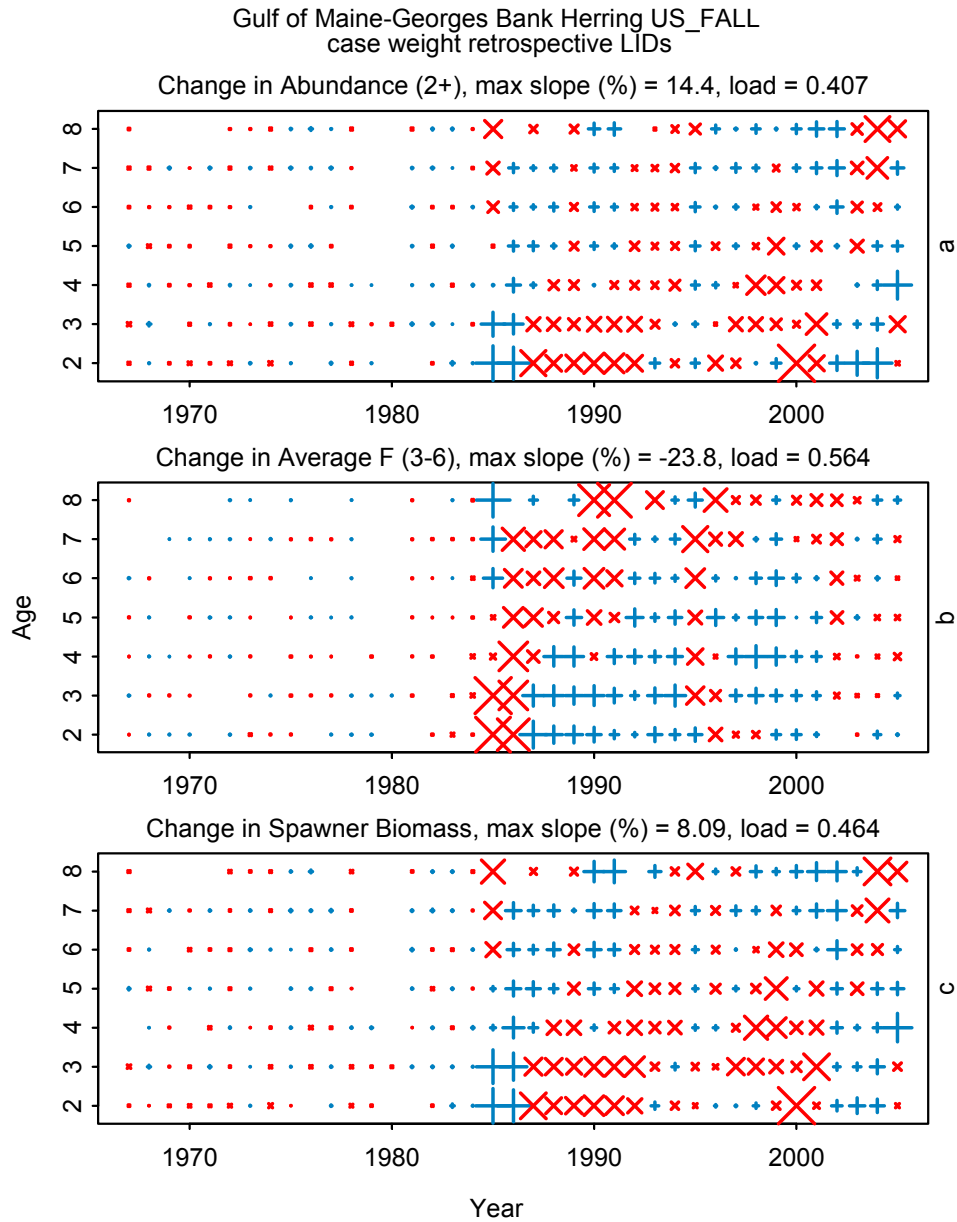 Gulf of Maine-Georges Bank Herring US_FALL
case weight retrospective LIDs
Change in Abundance (2+), max slope (%) = 14.4, load = 0.407
8
7
6
5
4
3
2
a
1970 1980 1990 2000
Change in Average F (3-6), max slope (%) = -23.8, load = 0.564
8
7
6
5
4
3
2
Age
b
1970 1980 1990 2000
Change in Spawner Biomass, max slope (%) = 8.09, load = 0.464
8
7
6
5
4
3
2
c
1970 1980 1990 2000
Year